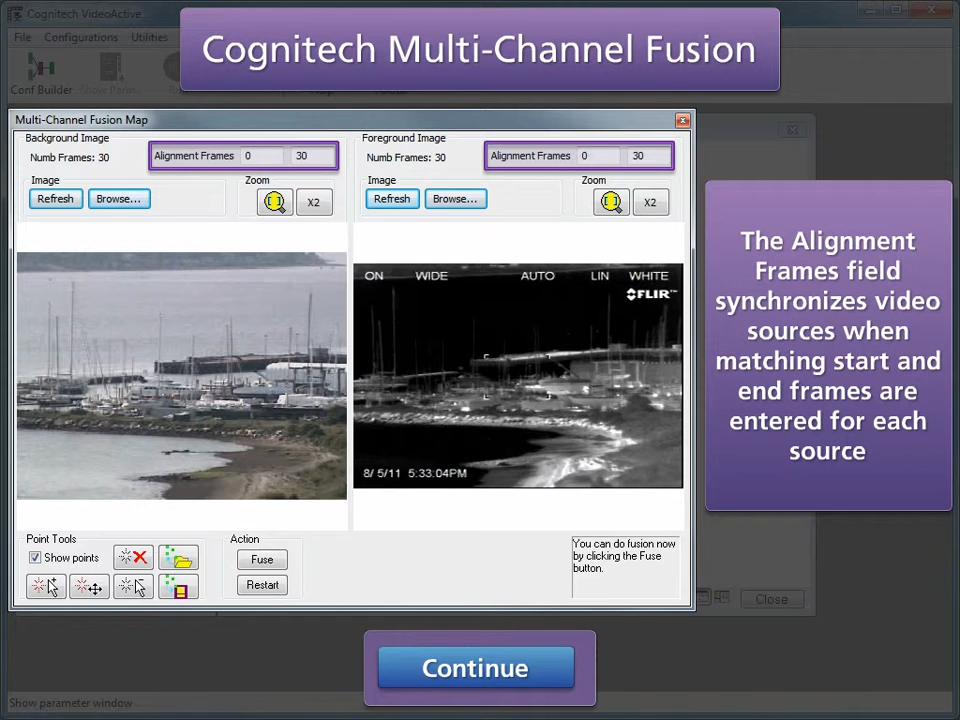 Cognitech VideoActive
File Configurations Utilities
Conf Builder
Cognitech Multi-Channel Fusion
Multi-Channel Fusion Map
Background Image
Numb Frames: 30
Alignment Frames 0 30
Image
Refresh Browse...
Zoom
X2
Foreground Image
Numb Frames: 30
Alignment Frames 0 30
Image
Refresh Browse...
Zoom
X2
ON WIDE AUTO LIN WHITE
FLIR™
8/ 5/11 5:33:04PM
The Alignment
Frames field
synchronizes video
sources when
matching start and
end frames are
entered for each
source
Point Tools
Show points
Action
Fuse
Restart
You can do fusion now
by clicking the Fuse
button.
Close
Continue
Show parameter window